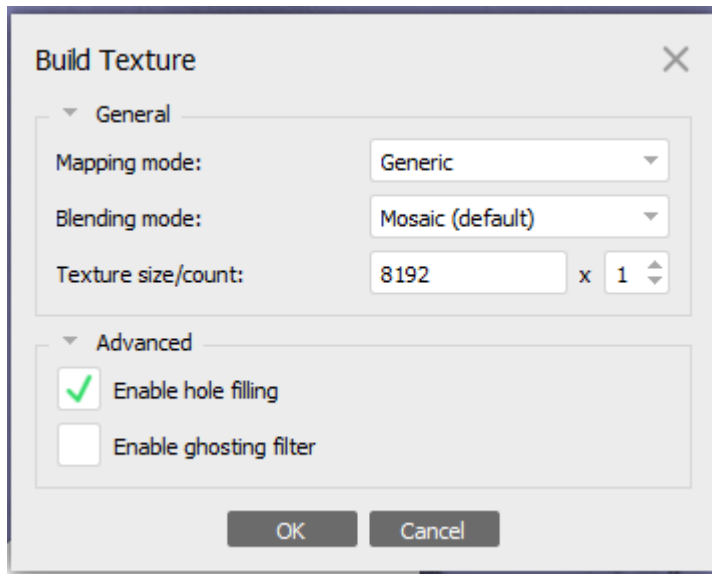 Build Texture
General
Mapping mode: Generic
Blending mode: Mosaic (default)
Texture size/count: 8192 x 1
Advanced
Enable hole filling
Enable ghosting filter
OK Cancel